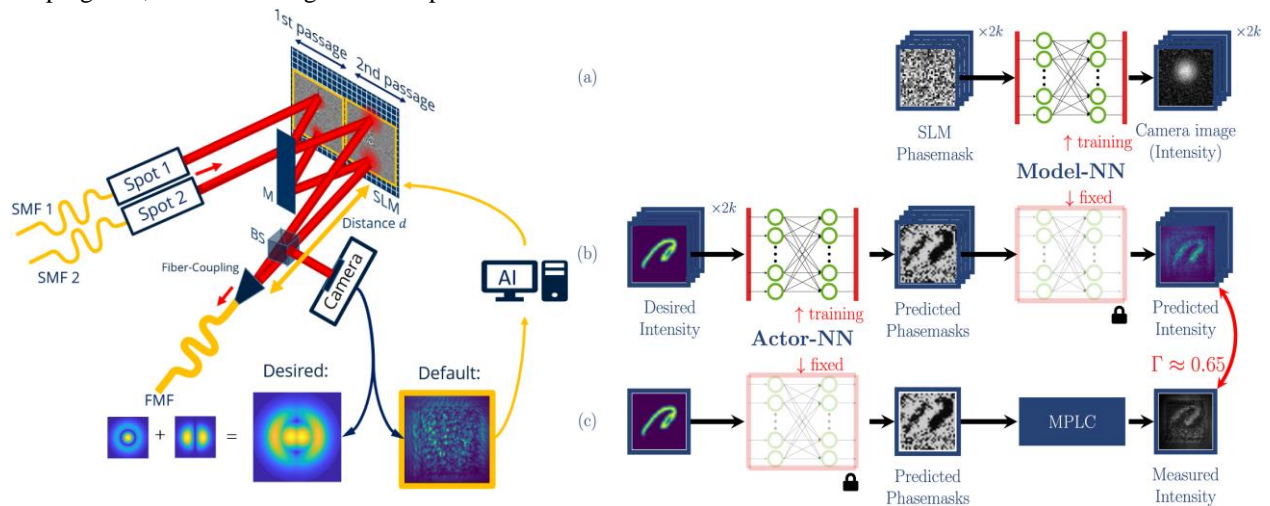 1st passage
2nd passage
Spot 1
Spot 2
SMF 1
SMF 2
M
SLM
Distance d
BS
Fiber-Coupling
Camera
AI
FMF
+
=
Desired:
Default:
(a)
×2k
×2k
SLM
Phasemask
↑ training
Model-NN
Camera image
(Intensity)
(b)
×2k
↓ fixed
Desired
Intensity
↑ training
Actor-NN
Predicted
Phasemasks
Predicted
Intensity
Γ ≈ 0.65
(c)
↓ fixed
Predicted
Phasemasks
MPLC
Measured
Intensity